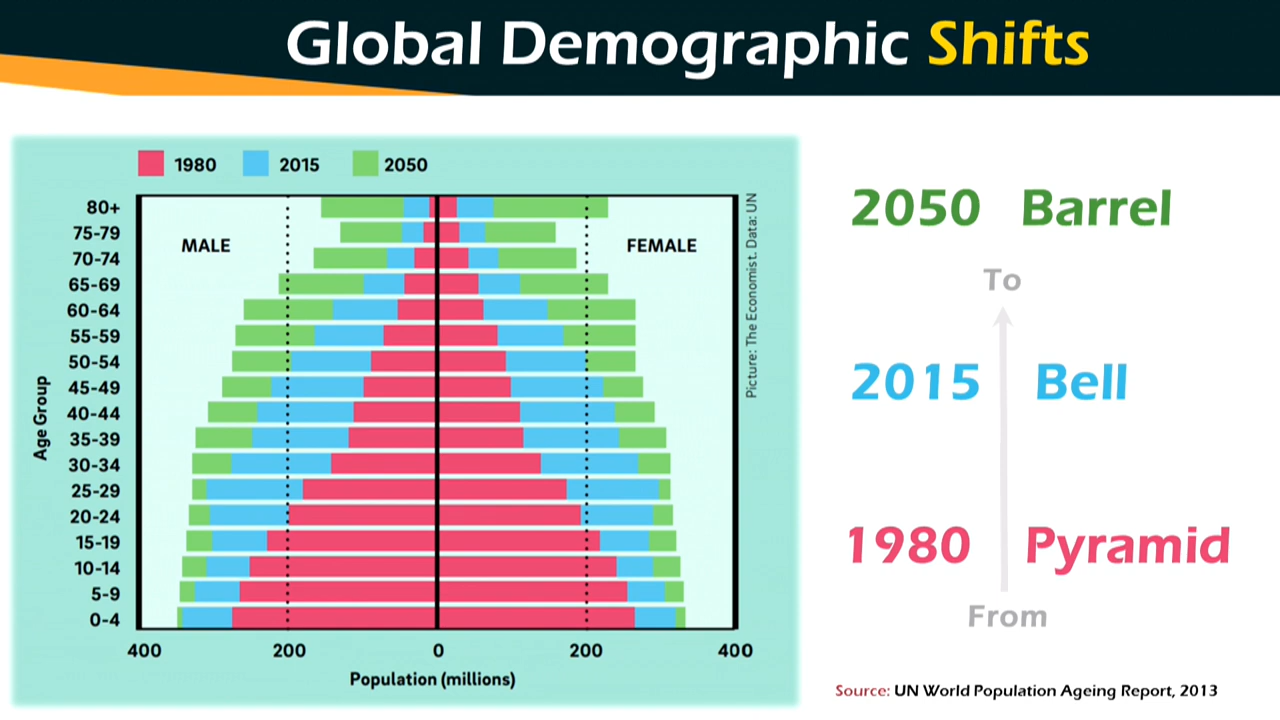 Global Demographic Shifts
1980 2015 2050
80+
75-79
70-74
65-69
60-64
55-59
50-54
45-49
40-44
35-39
30-34
25-29
20-24
15-19
10-14
5-9
0-4
Age Group
MALE
FEMALE
400 200 0 200 400
Population (millions)
Picture: The Economist. Data: UN
2050 Barrel
To
2015 Bell
1980 Pyramid
From
Source: UN World Population Ageing Report, 2013